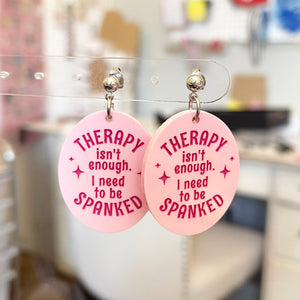 THERAPY
isn't
enough.
I need
to be
SPANKED
THERAPY
isn't
enough.
I need
to be
SPANKED